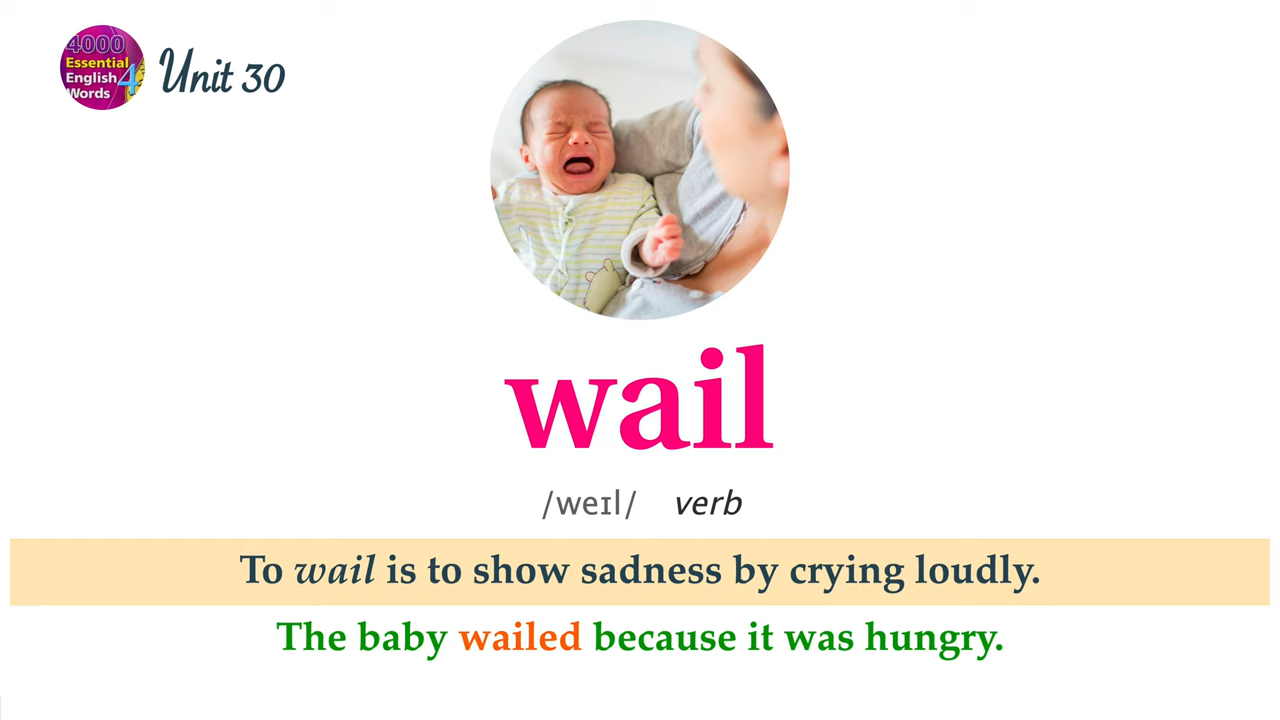 4000
Essential
English 4
Words
Unit 30
wail
/weɪl/ verb
To wail is to show sadness by crying loudly.
The baby wailed because it was hungry.